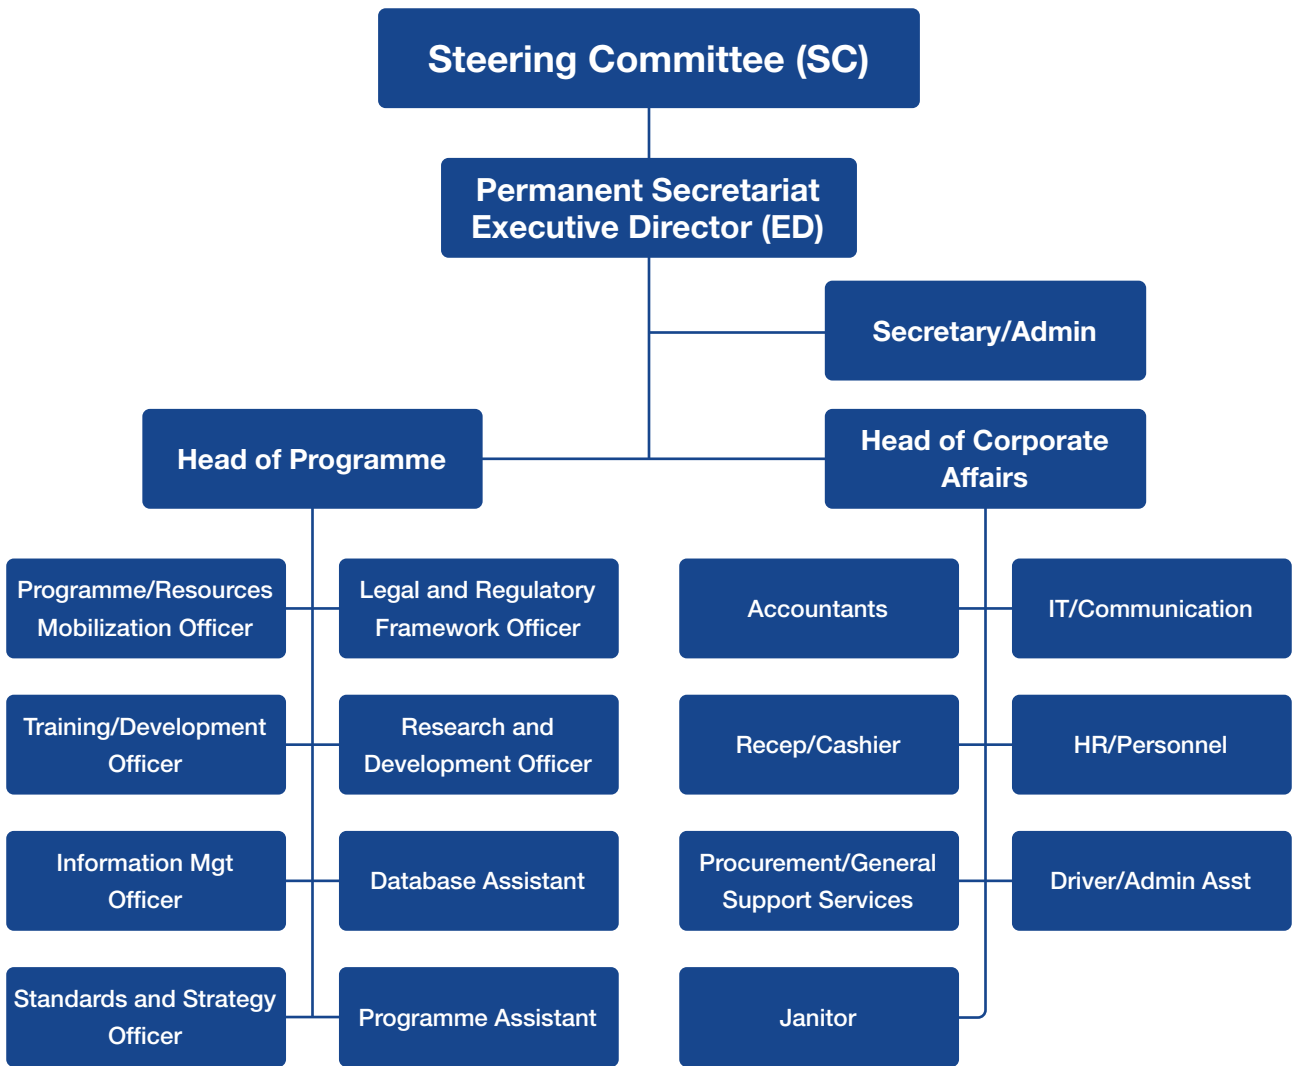 Steering Committee (SC)
Permanent Secretariat
Executive Director (ED)
Secretary/Admin
Head of Programme
Head of Corporate
Affairs
Programme/Resources
Mobilization Officer
Legal and Regulatory
Framework Officer
Accountants
IT/Communication
Training/Development
Officer
Research and
Development Officer
Recep/Cashier
HR/Personnel
Information Mgt
Officer
Database Assistant
Procurement/General
Support Services
Driver/Admin Asst
Standards and Strategy
Officer
Programme Assistant
Janitor